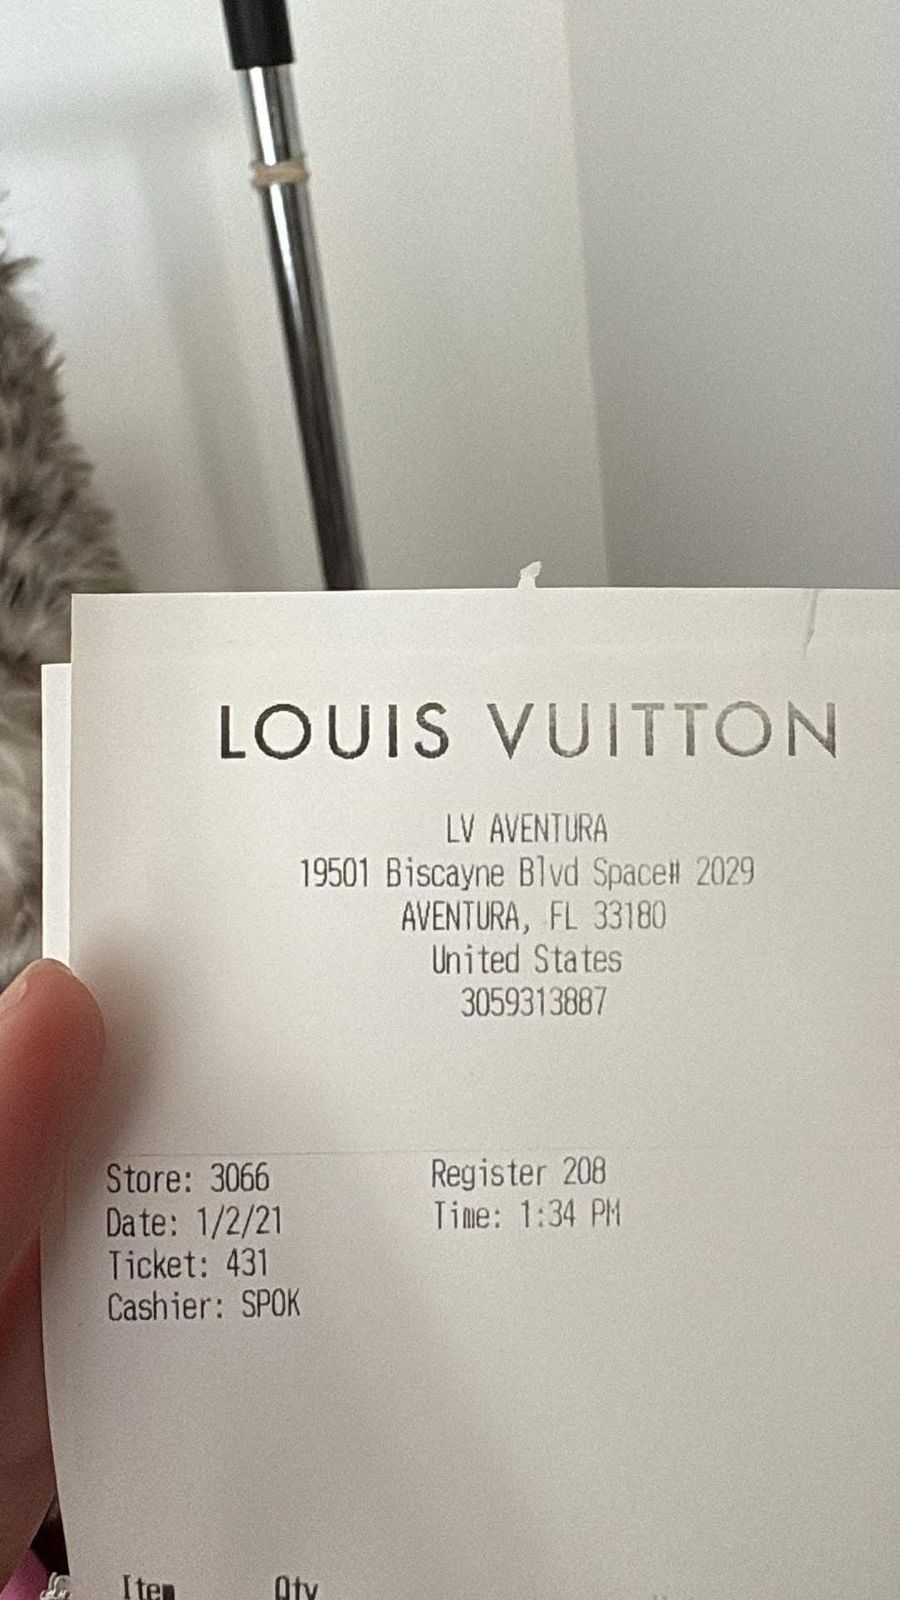 LOUIS VUITTON
LV AVENTURA
19501 Biscayne Blvd Space# 2029
AVENTURA, FL 33180
United States
3059313887
Store: 3066 Register 208
Date: 1/2/21 Time: 1:34 PM
Ticket: 431
Cashier: SPOK
Item Qty